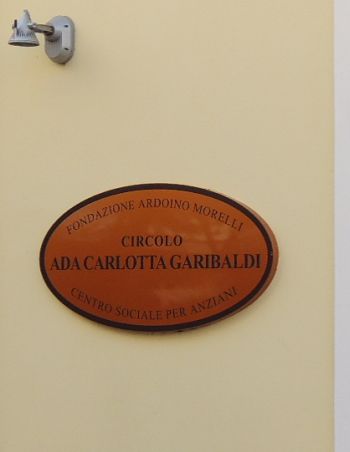 FONDAZIONE ARDOINO MORELLI
CIRCOLO
ADA CARLOTTA GARIBALDI
CENTRO SOCIALE PER ANZIANI